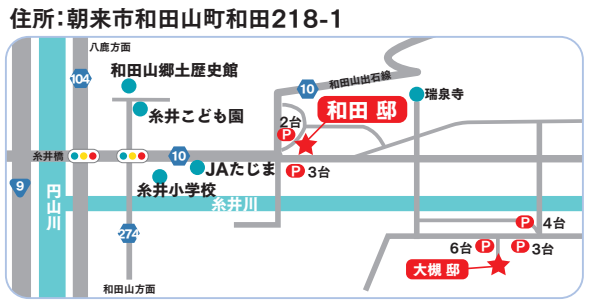 住所：朝来市和田山町和田218-1
八鹿方面
104
和田山郷土歴史館
10
和田山出石線
瑞泉寺
糸井こども園
2台
P
和田 邸
糸井橋
10
JAたじま
P
3台
9
円山川
糸井小学校
糸井川
274
P
4台
6台
P
P
3台
大槻 邸
和田山方面